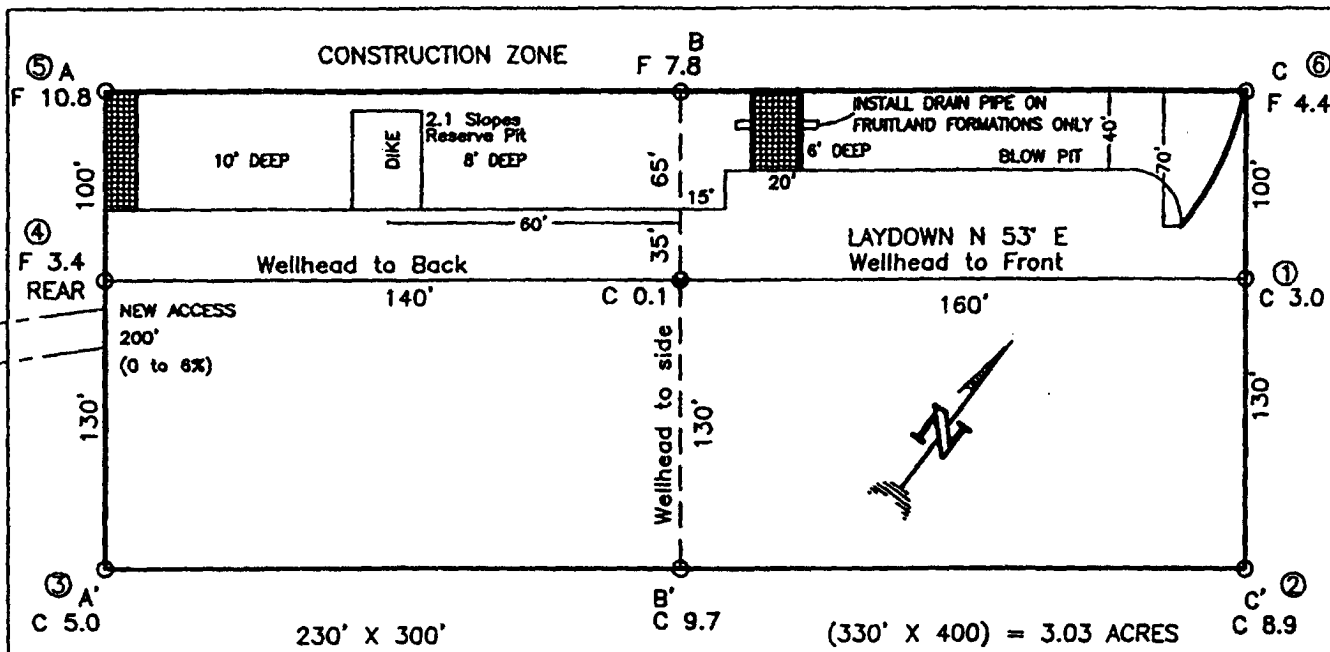 CONSTRUCTION ZONE
⑤ A
F 10.8
B
F 7.8
C ⑥
F 4.4
10' DEEP
DIKE
2.1 Slopes
Reserve Pit
8' DEEP
INSTALL DRAIN PIPE ON
FRUITLAND FORMATIONS ONLY
6' DEEP
BLOW PIT
40'
70'
100'
65'
15'
20'
100'
60'
35'
④
F 3.4
REAR
Wellhead to Back
140'
C 0.1
LAYDOWN N 53° E
Wellhead to Front
160'
①
C 3.0
NEW ACCESS
200'
(0 to 6%)
130'
Wellhead to side
130'
N
130'
③ A'
C 5.0
B'
C 9.7
C' ②
C 8.9
230' X 300'
(330' X 400) = 3.03 ACRES